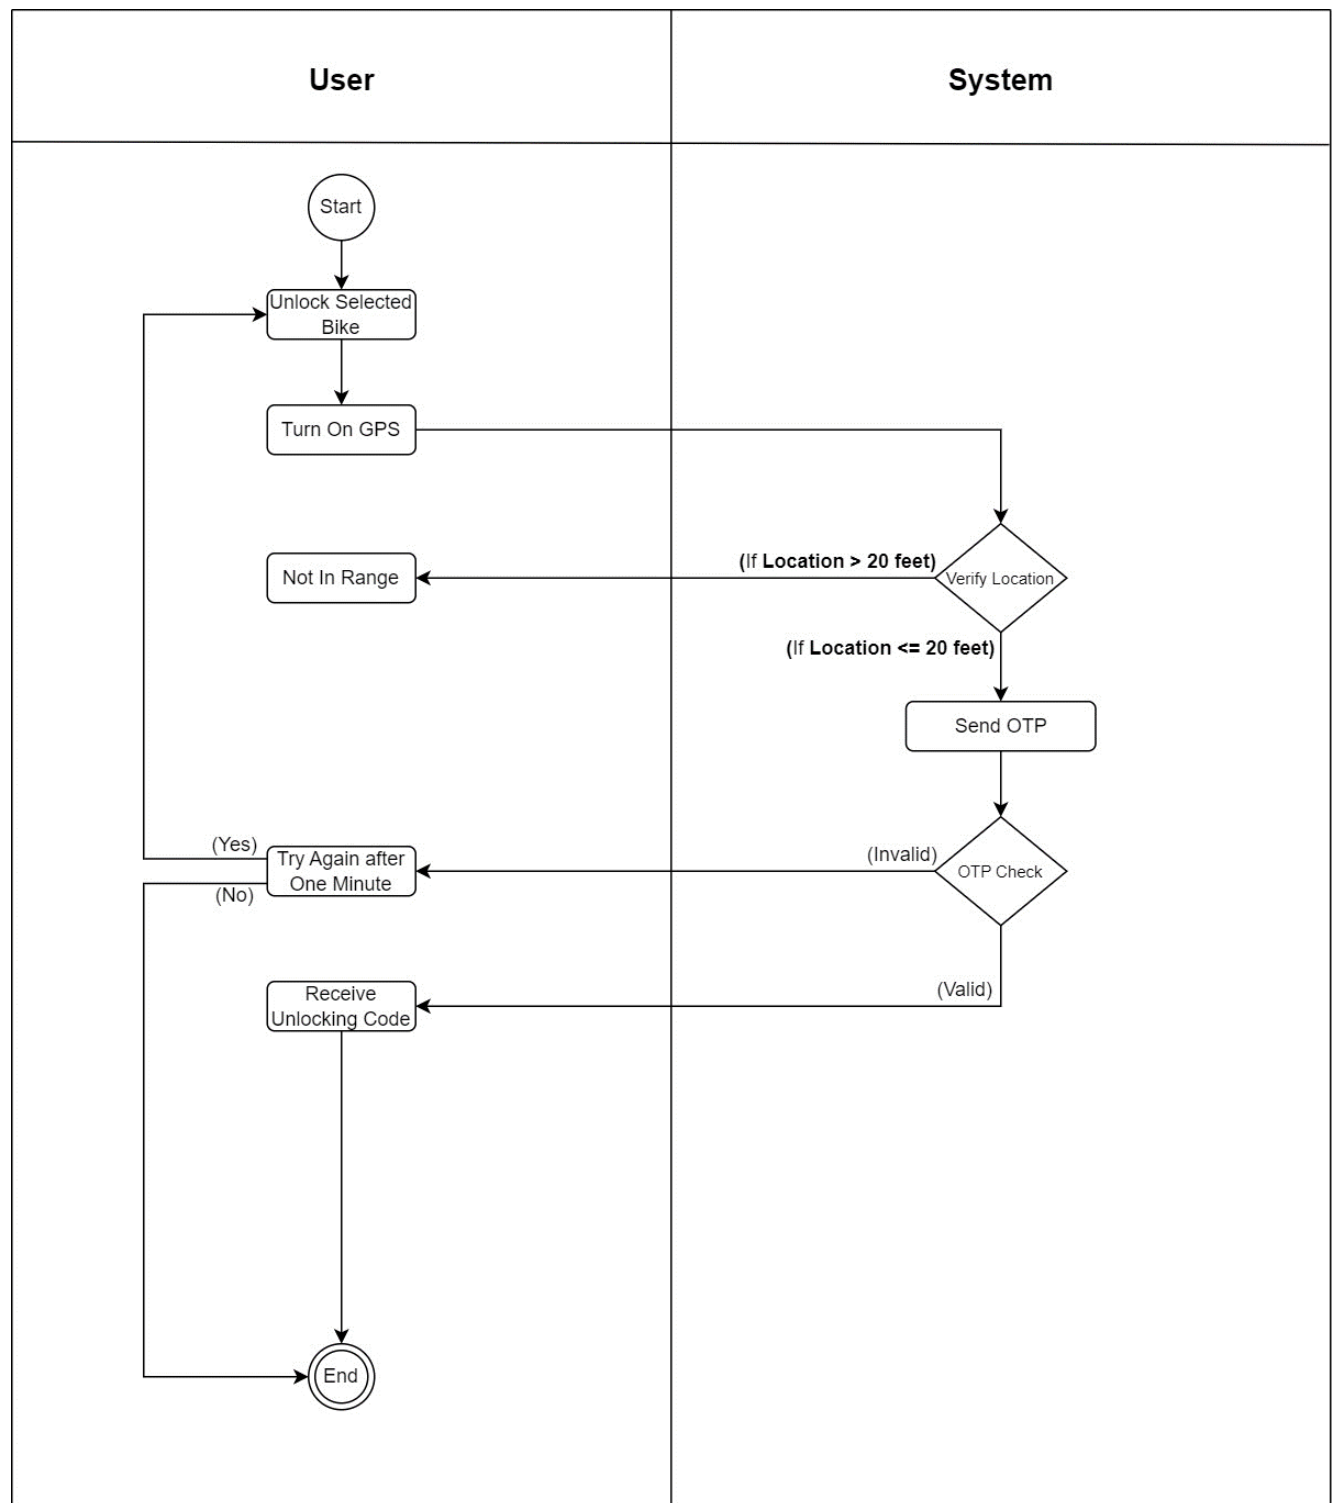 User
System
Start
Unlock Selected
Bike
Turn On GPS
(If Location > 20 feet)
Not In Range
Verify Location
(If Location <= 20 feet)
Send OTP
(Yes)
Try Again after
One Minute
(No)
(Invalid)
OTP Check
Receive
Unlocking Code
(Valid)
End